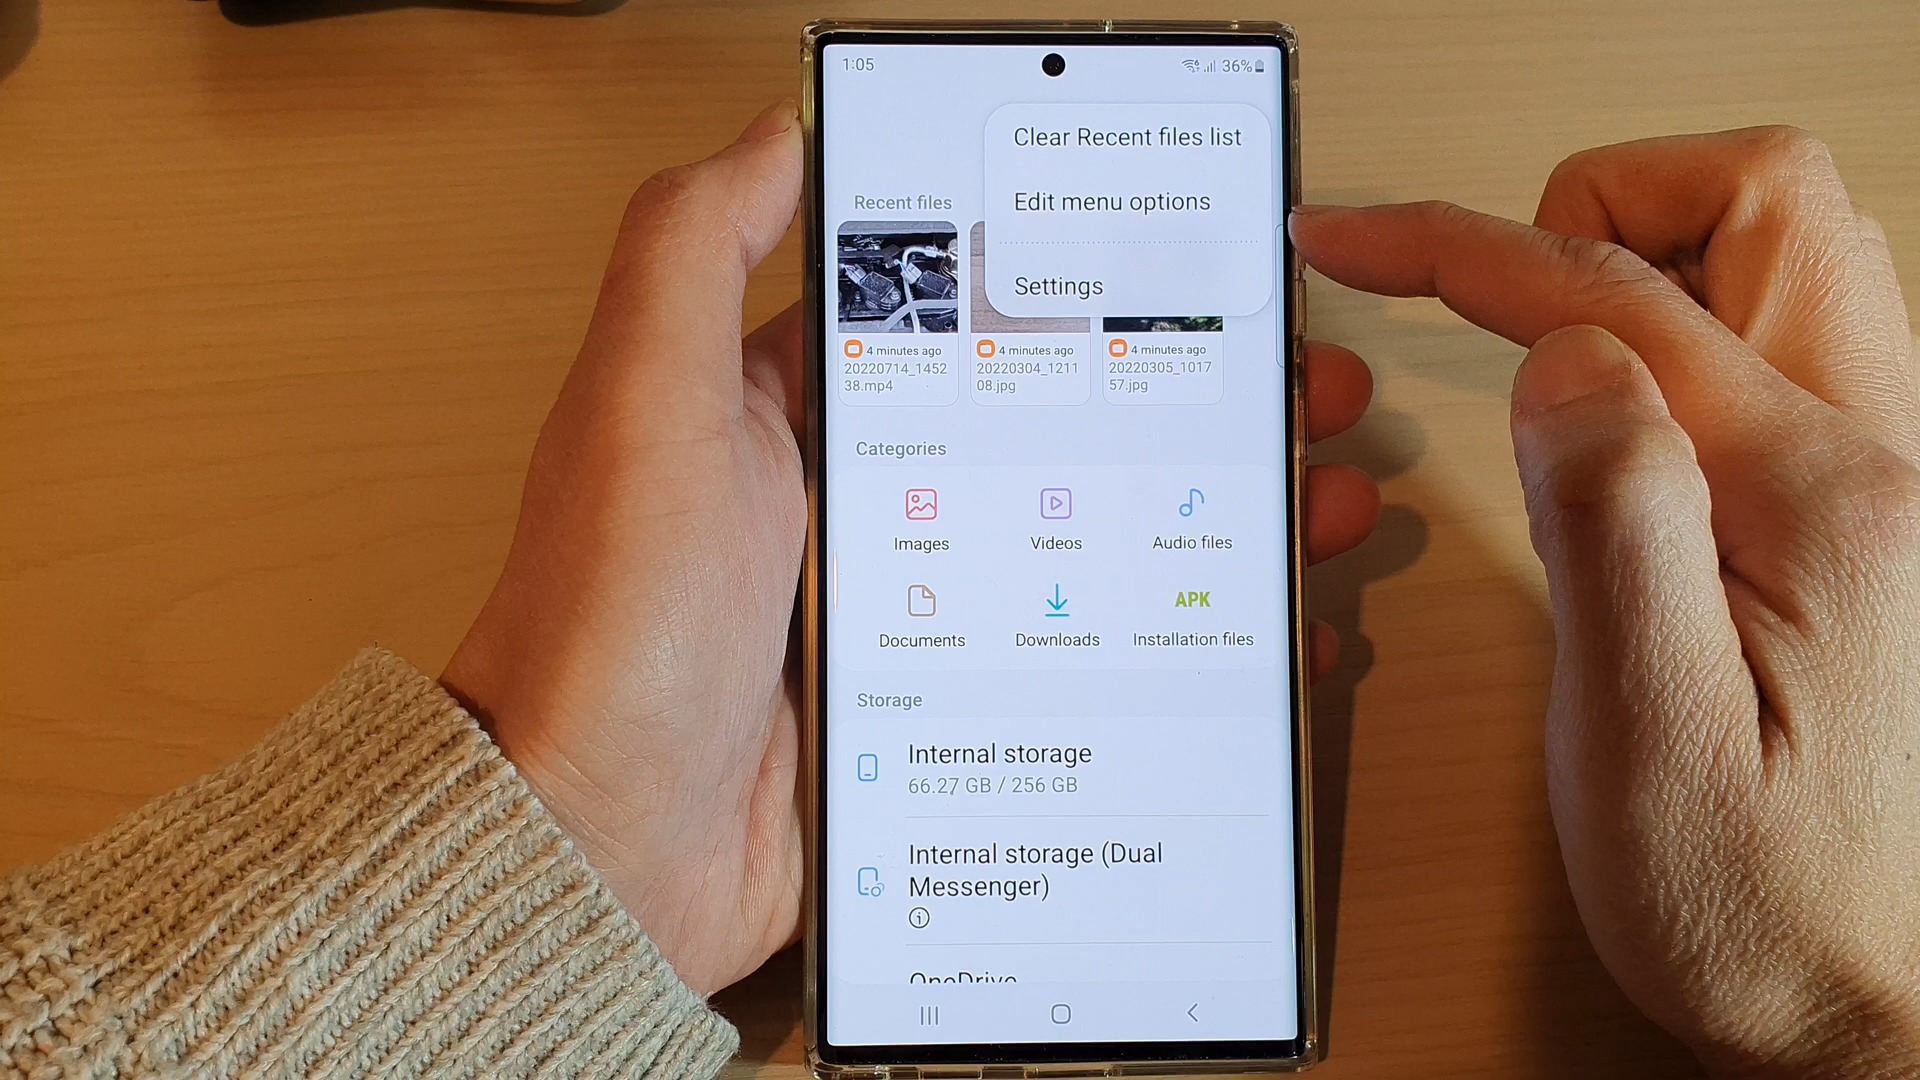 1:05
36%
Clear Recent files list
Edit menu options
Settings
Recent files
4 minutes ago
20220714_1452
38.mp4
4 minutes ago
20220304_1211
08.jpg
4 minutes ago
20220305_1017
57.jpg
Categories
Images
Videos
Audio files
Documents
Downloads
APK
Installation files
Storage
Internal storage
66.27 GB / 256 GB
Internal storage (Dual
Messenger)
OneDrive